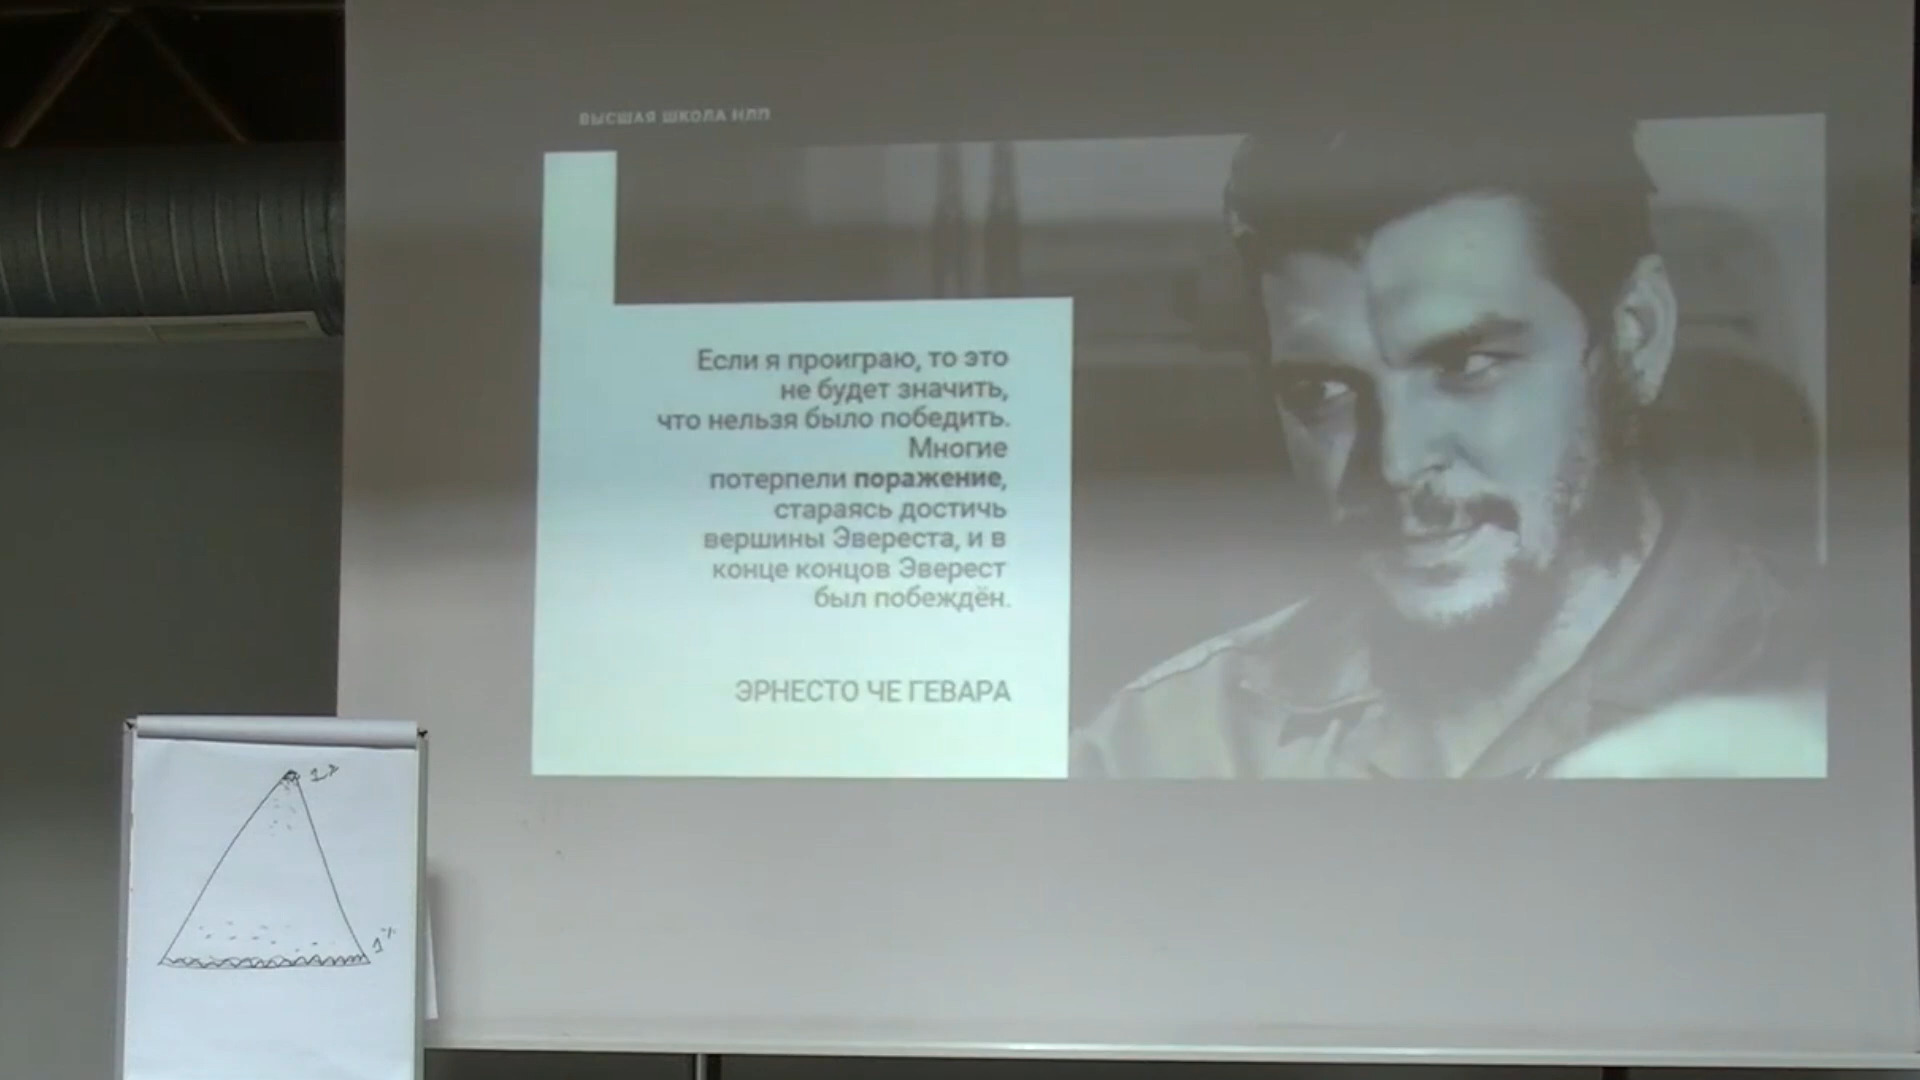 ВЫСШАЯ ШКОЛА НЛП
Если я проиграю, то это
не будет значить,
что нельзя было победить.
Многие
потерпели поражение,
стараясь достичь
вершины Эвереста, и в
конце концов Эверест
был побеждён.
ЭРНЕСТО ЧЕ ГЕВАРА
1%
1%